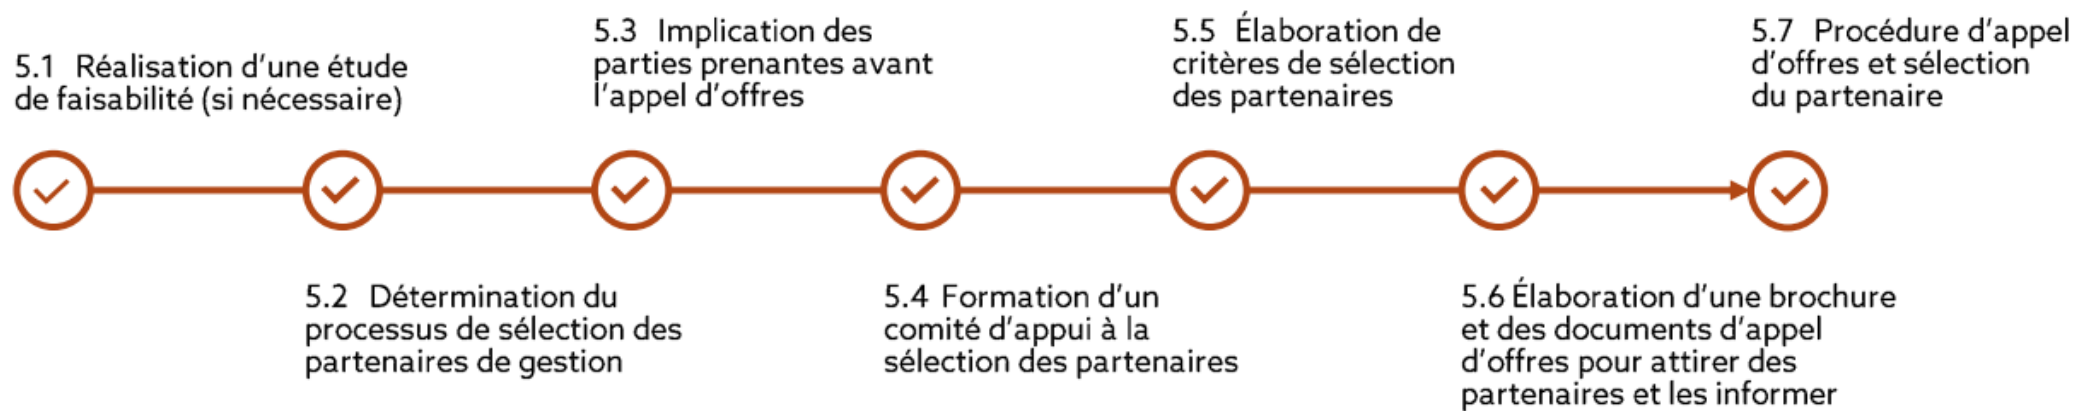 5.1 Réalisation d'une étude
de faisabilité (si nécessaire)
5.2 Détermination du
processus de sélection des
partenaires de gestion
5.3 Implication des
parties prenantes avant
l'appel d'offres
5.4 Formation d'un
comité d'appui à la
sélection des partenaires
5.5 Élaboration de
critères de sélection
des partenaires
5.6 Élaboration d'une brochure
et des documents d'appel
d'offres pour attirer des
partenaires et les informer
5.7 Procédure d'appel
d'offres et sélection
du partenaire